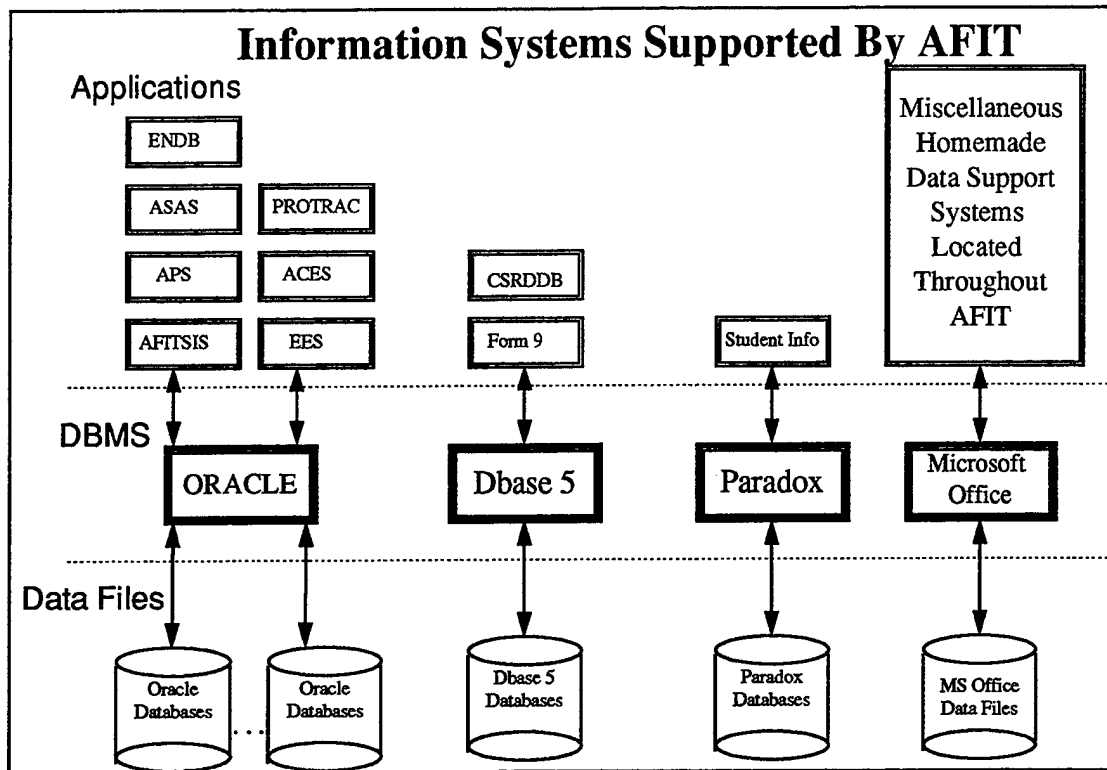 Information Systems Supported By AFIT
Applications
ENDB
ASAS
PROTRAC
APS
ACES
CSRDDB
AFITSIS
EES
Form 9
Student Info
Miscellaneous
Homemade
Data Support
Systems
Located
Throughout
AFIT
DBMS
ORACLE
Dbase 5
Paradox
Microsoft
Office
Data Files
Oracle
Databases
. . .
Oracle
Databases
Dbase 5
Databases
Paradox
Databases
MS Office
Data Files